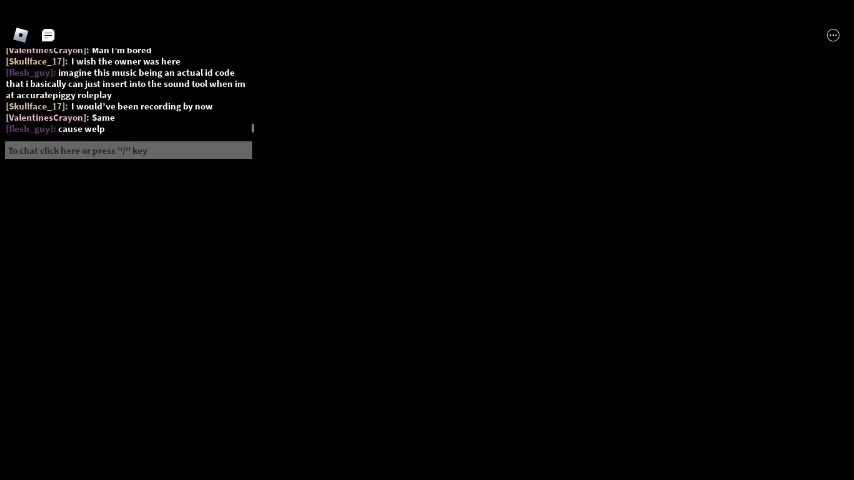 [ValentinesCrayon]: Man I'm bored
[Skullface_17]: I wish the owner was here
[flesh_guy]: imagine this music being an actual id code
that i basically can just insert into the sound tool when im
at accuratepiggy roleplay
[Skullface_17]: I would've been recording by now
[ValentinesCrayon]: Same
[flesh_guy]: cause welp
To chat click here or press "/" key